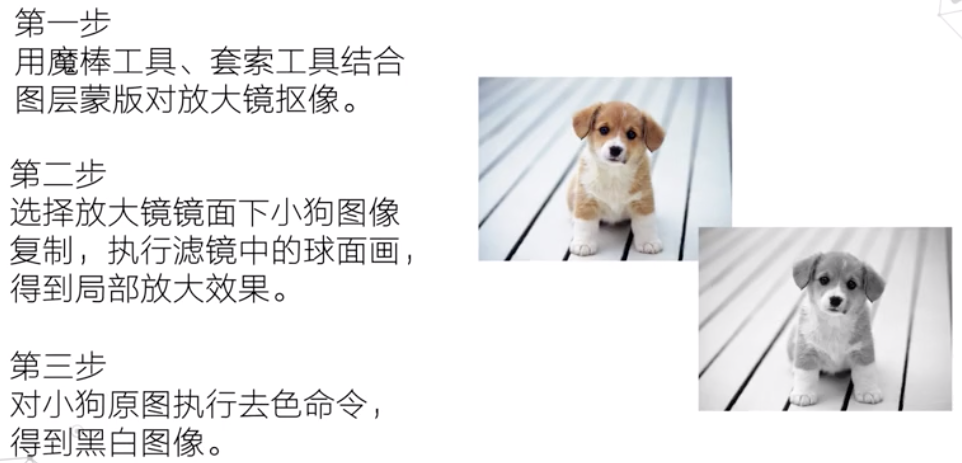 第一步
用魔棒工具、套索工具结合
图层蒙版对放大镜抠像。
第二步
选择放大镜镜面下小狗图像
复制，执行滤镜中的球面画，
得到局部放大效果。
第三步
对小狗原图执行去色命令，
得到黑白图像。